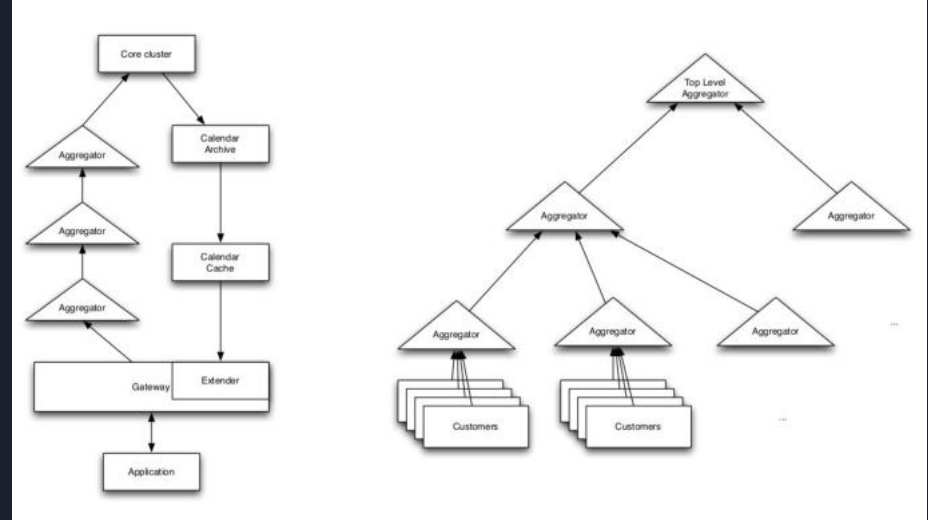 Core cluster
Aggregator
Calendar
Archive
Aggregator
Calendar
Cache
Aggregator
Gateway
Extender
Application
Top Level
Aggregator
Aggregator
Aggregator
Aggregator
Aggregator
Aggregator
...
Customers
Customers
...